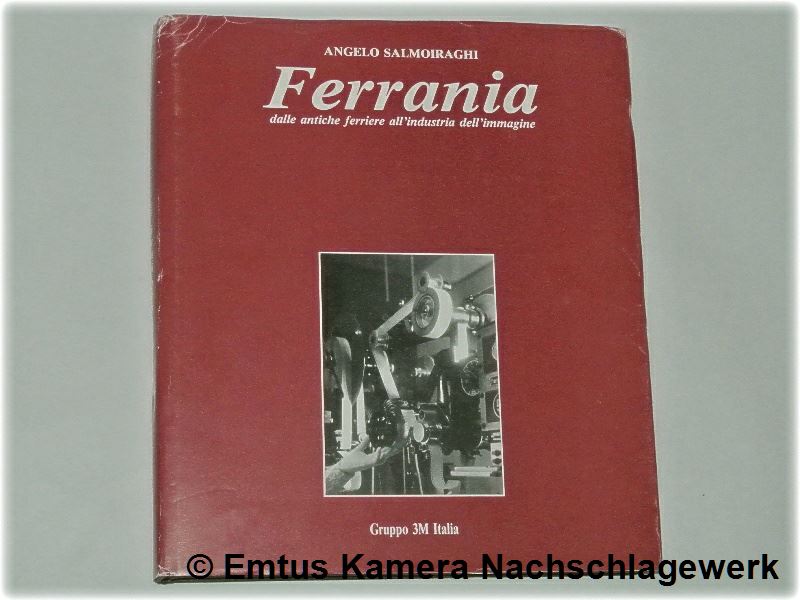 ANGELO SALMOIRAGHI
Ferrania
dalle antiche ferriere all'industria dell'immagine
Gruppo 3M Italia
© Emtus Kamera Nachschlagewerk